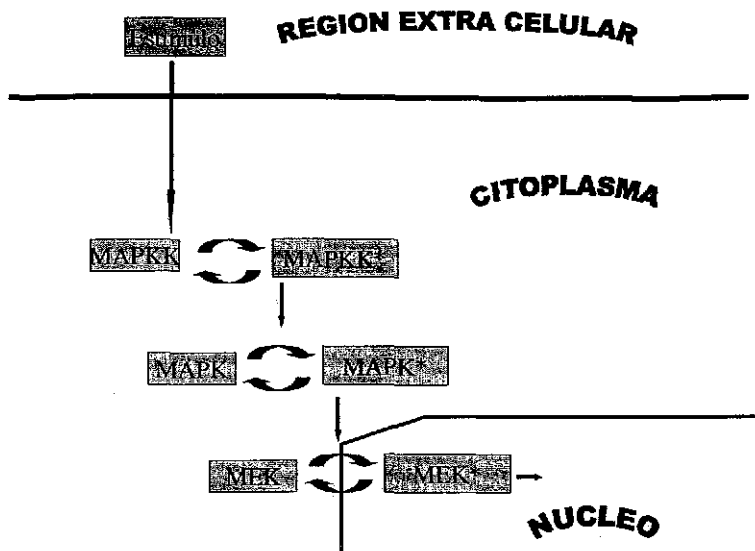 Estimulo
REGION EXTRA CELULAR
CITOPLASMA
MAPKK MAPKK*
MAPK MAPK*
MEK MEK*
NUCLEO